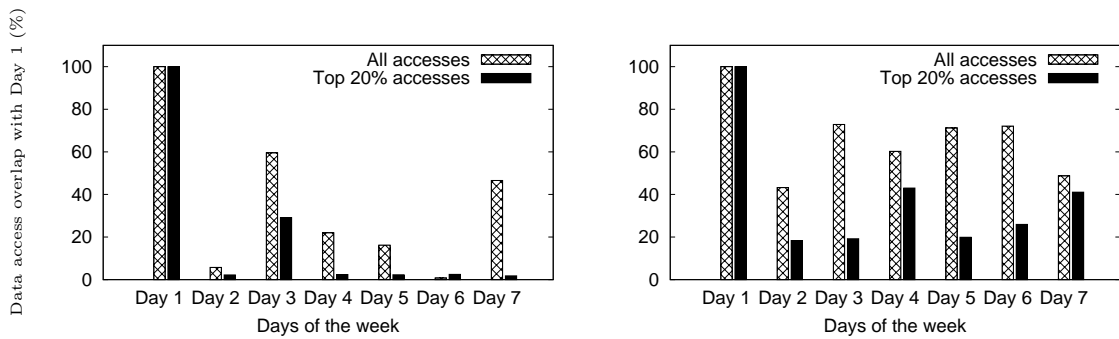 Data access overlap with Day 1 (%)
All accesses
Top 20% accesses
100
80
60
40
20
0
Day 1 Day 2 Day 3 Day 4 Day 5 Day 6 Day 7
Days of the week
All accesses
Top 20% accesses
100
80
60
40
20
0
Day 1 Day 2 Day 3 Day 4 Day 5 Day 6 Day 7
Days of the week